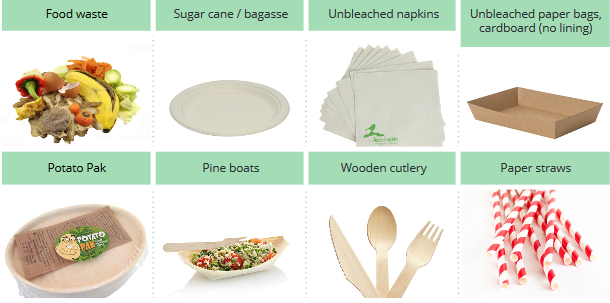 Food waste
Sugar cane / bagasse
Unbleached napkins
Unbleached paper bags,
cardboard (no lining)
Potato Pak
Pine boats
Wooden cutlery
Paper straws
POTATO
PAK